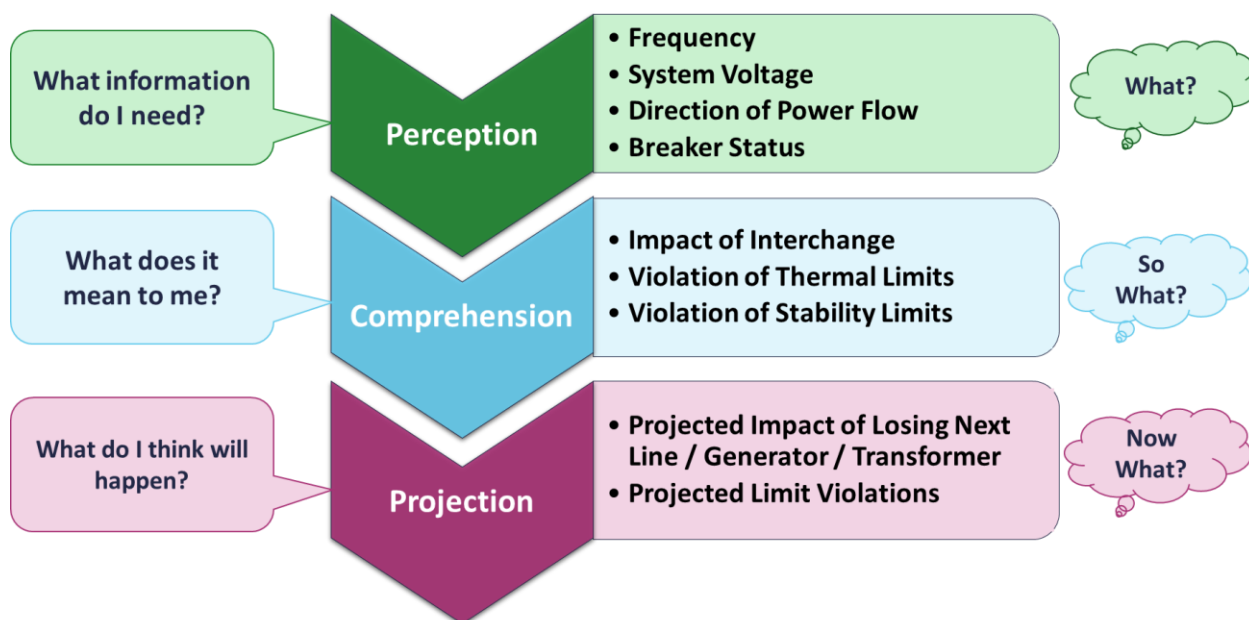 What information
do I need?
Perception
• Frequency
• System Voltage
• Direction of Power Flow
• Breaker Status
What?
What does it
mean to me?
Comprehension
• Impact of Interchange
• Violation of Thermal Limits
• Violation of Stability Limits
So
What?
What do I think will
happen?
Projection
• Projected Impact of Losing Next
Line / Generator / Transformer
• Projected Limit Violations
Now
What?